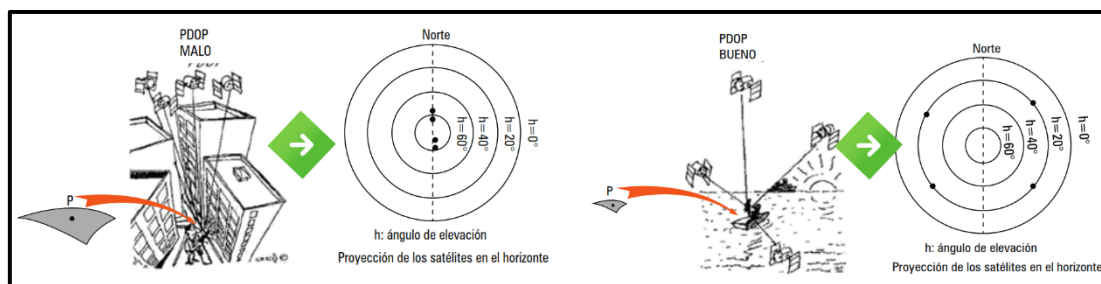 PDOP
MALO
Norte
h=60°
h=40°
h=20°
h=0°
P
h: ángulo de elevación
Proyección de los satélites en el horizonte
PDOP
BUENO
Norte
h=60°
h=40°
h=20°
h=0°
P
h: ángulo de elevación
Proyección de los satélites en el horizonte